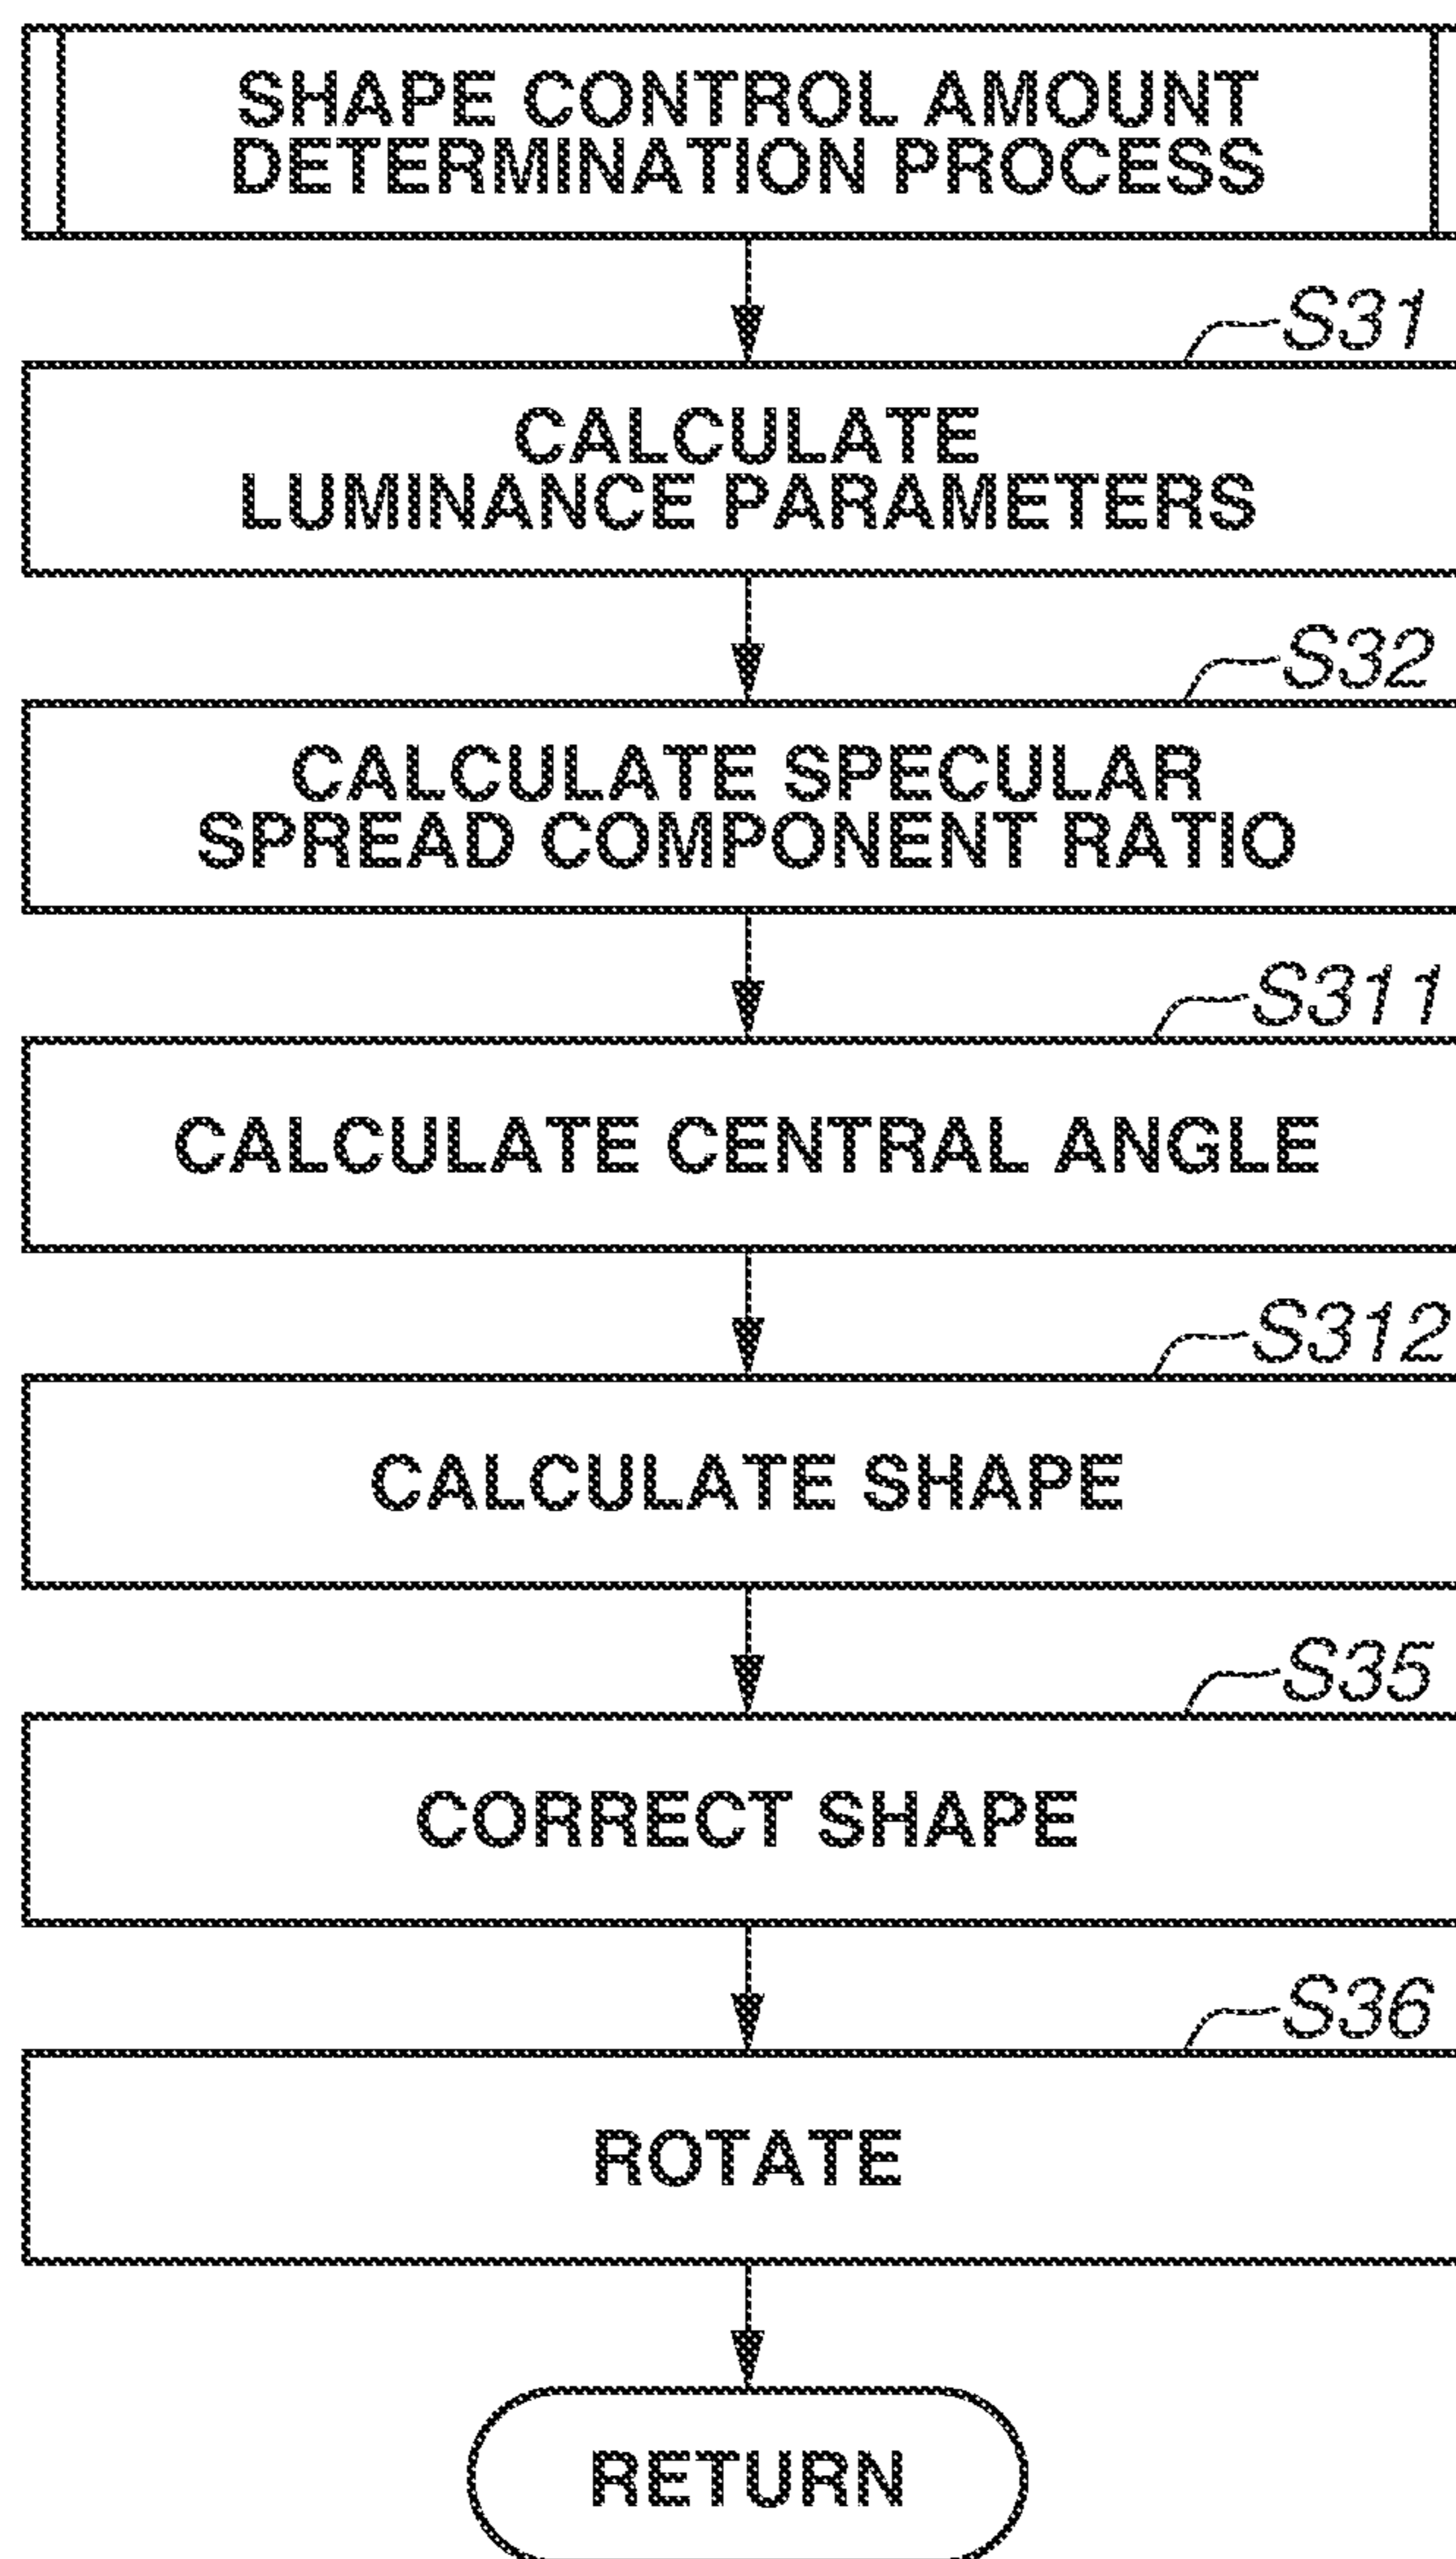 SHAPE CONTROL AMOUNT
DETERMINATION PROCESS
S31
CALCULATE
LUMINANCE PARAMETERS
S32
CALCULATE SPECULAR
SPREAD COMPONENT RATIO
S311
CALCULATE CENTRAL ANGLE
S312
CALCULATE SHAPE
S35
CORRECT SHAPE
S36
ROTATE
RETURN